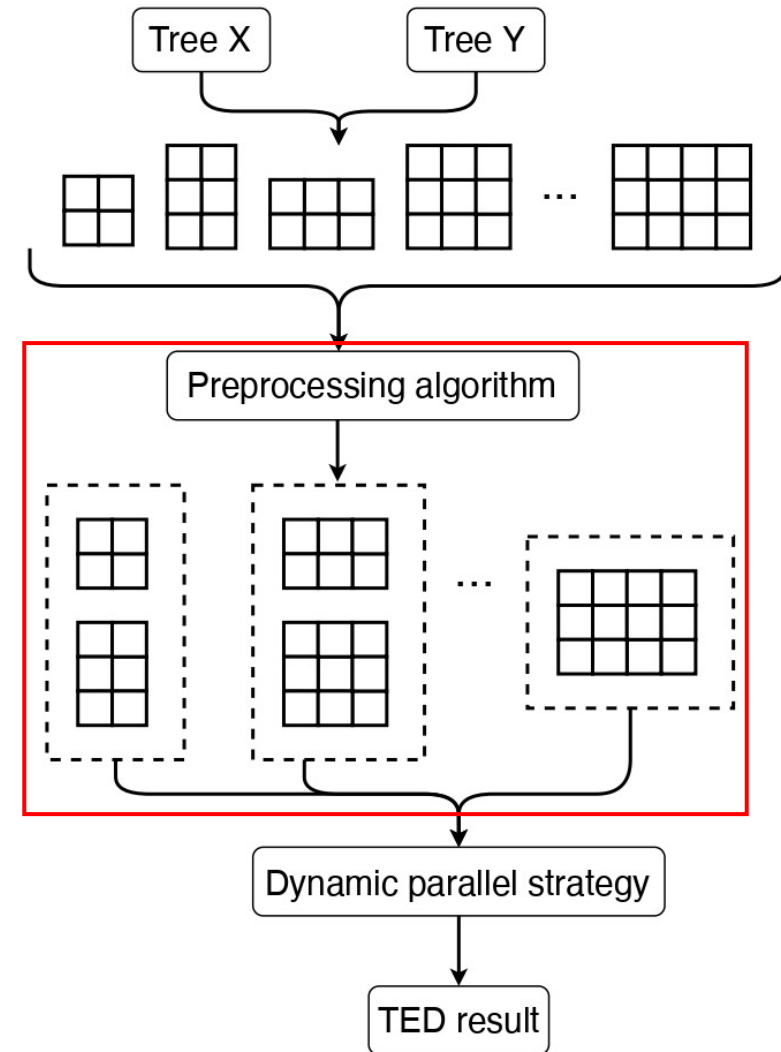 Tree X
Tree Y
...
Preprocessing algorithm
...
Dynamic parallel strategy
TED result